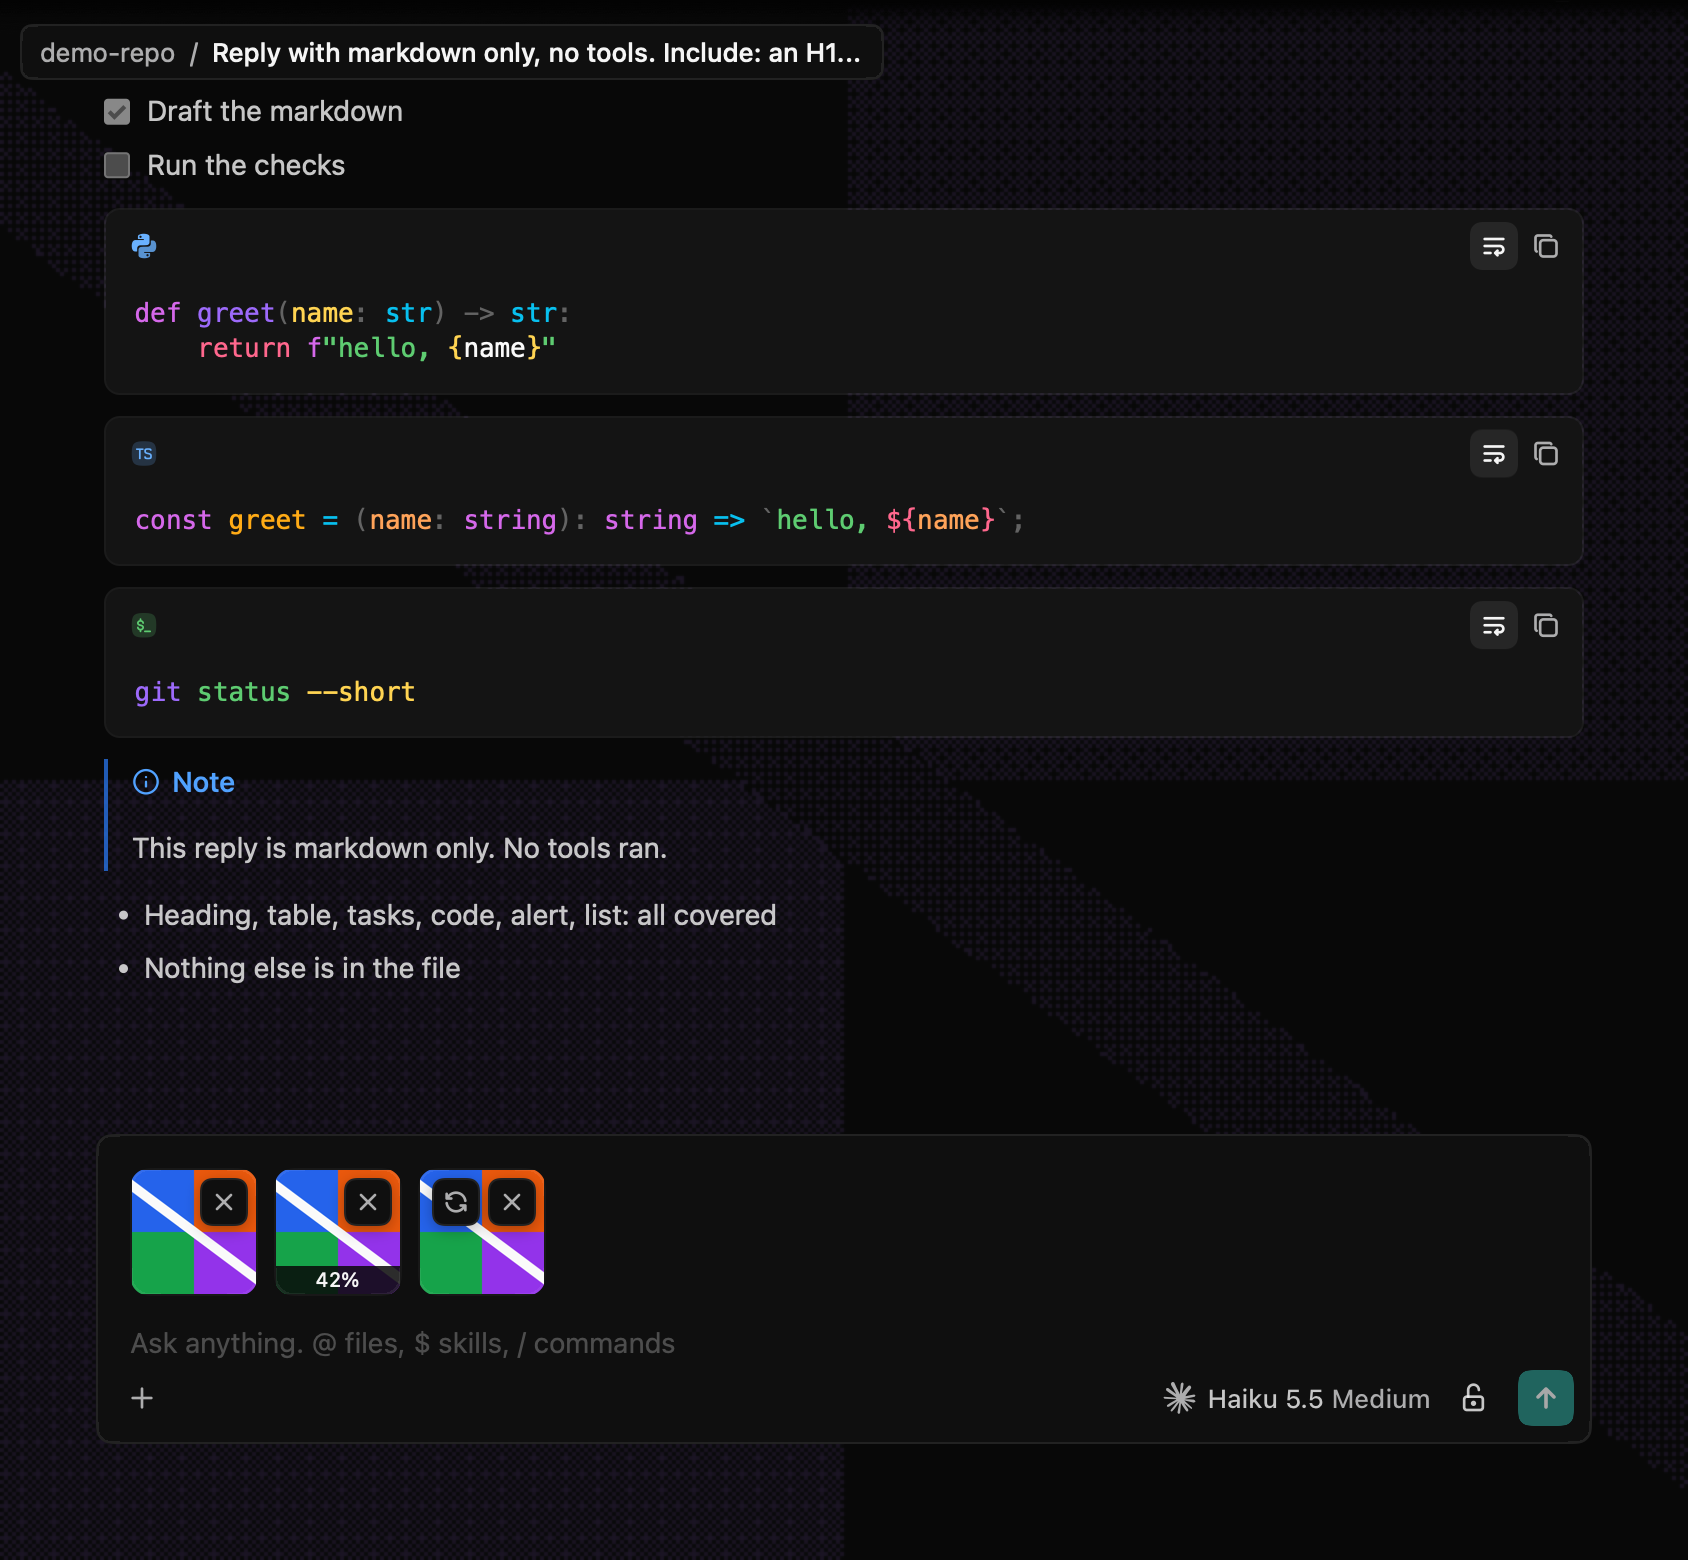 demo-repo / Reply with markdown only, no tools. Include: an H1...
Draft the markdown
Run the checks
def greet(name: str) -> str:
    return f"hello, {name}"
TS
const greet = (name: string): string => `hello, ${name}`;
$_
git status --short
Note
This reply is markdown only. No tools ran.
• Heading, table, tasks, code, alert, list: all covered
• Nothing else is in the file
42%
Ask anything. @ files, $ skills, / commands
Haiku 5.5 Medium